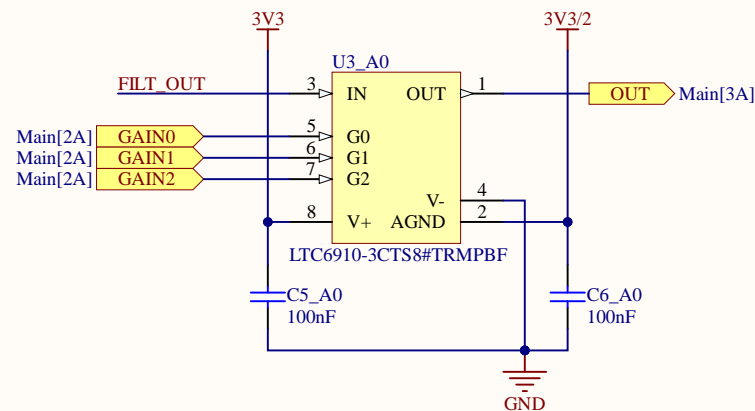 3V3 3V3/2
U3_A0
FILT_OUT 3 IN OUT 1 OUT Main[3A]
Main[2A] GAIN0 5 G0
Main[2A] GAIN1 6 G1
Main[2A] GAIN2 7 G2
V- 4
8 V+ AGND 2
LTC6910-3CTS8#TRMPBF
C5_A0 C6_A0
100nF 100nF
GND